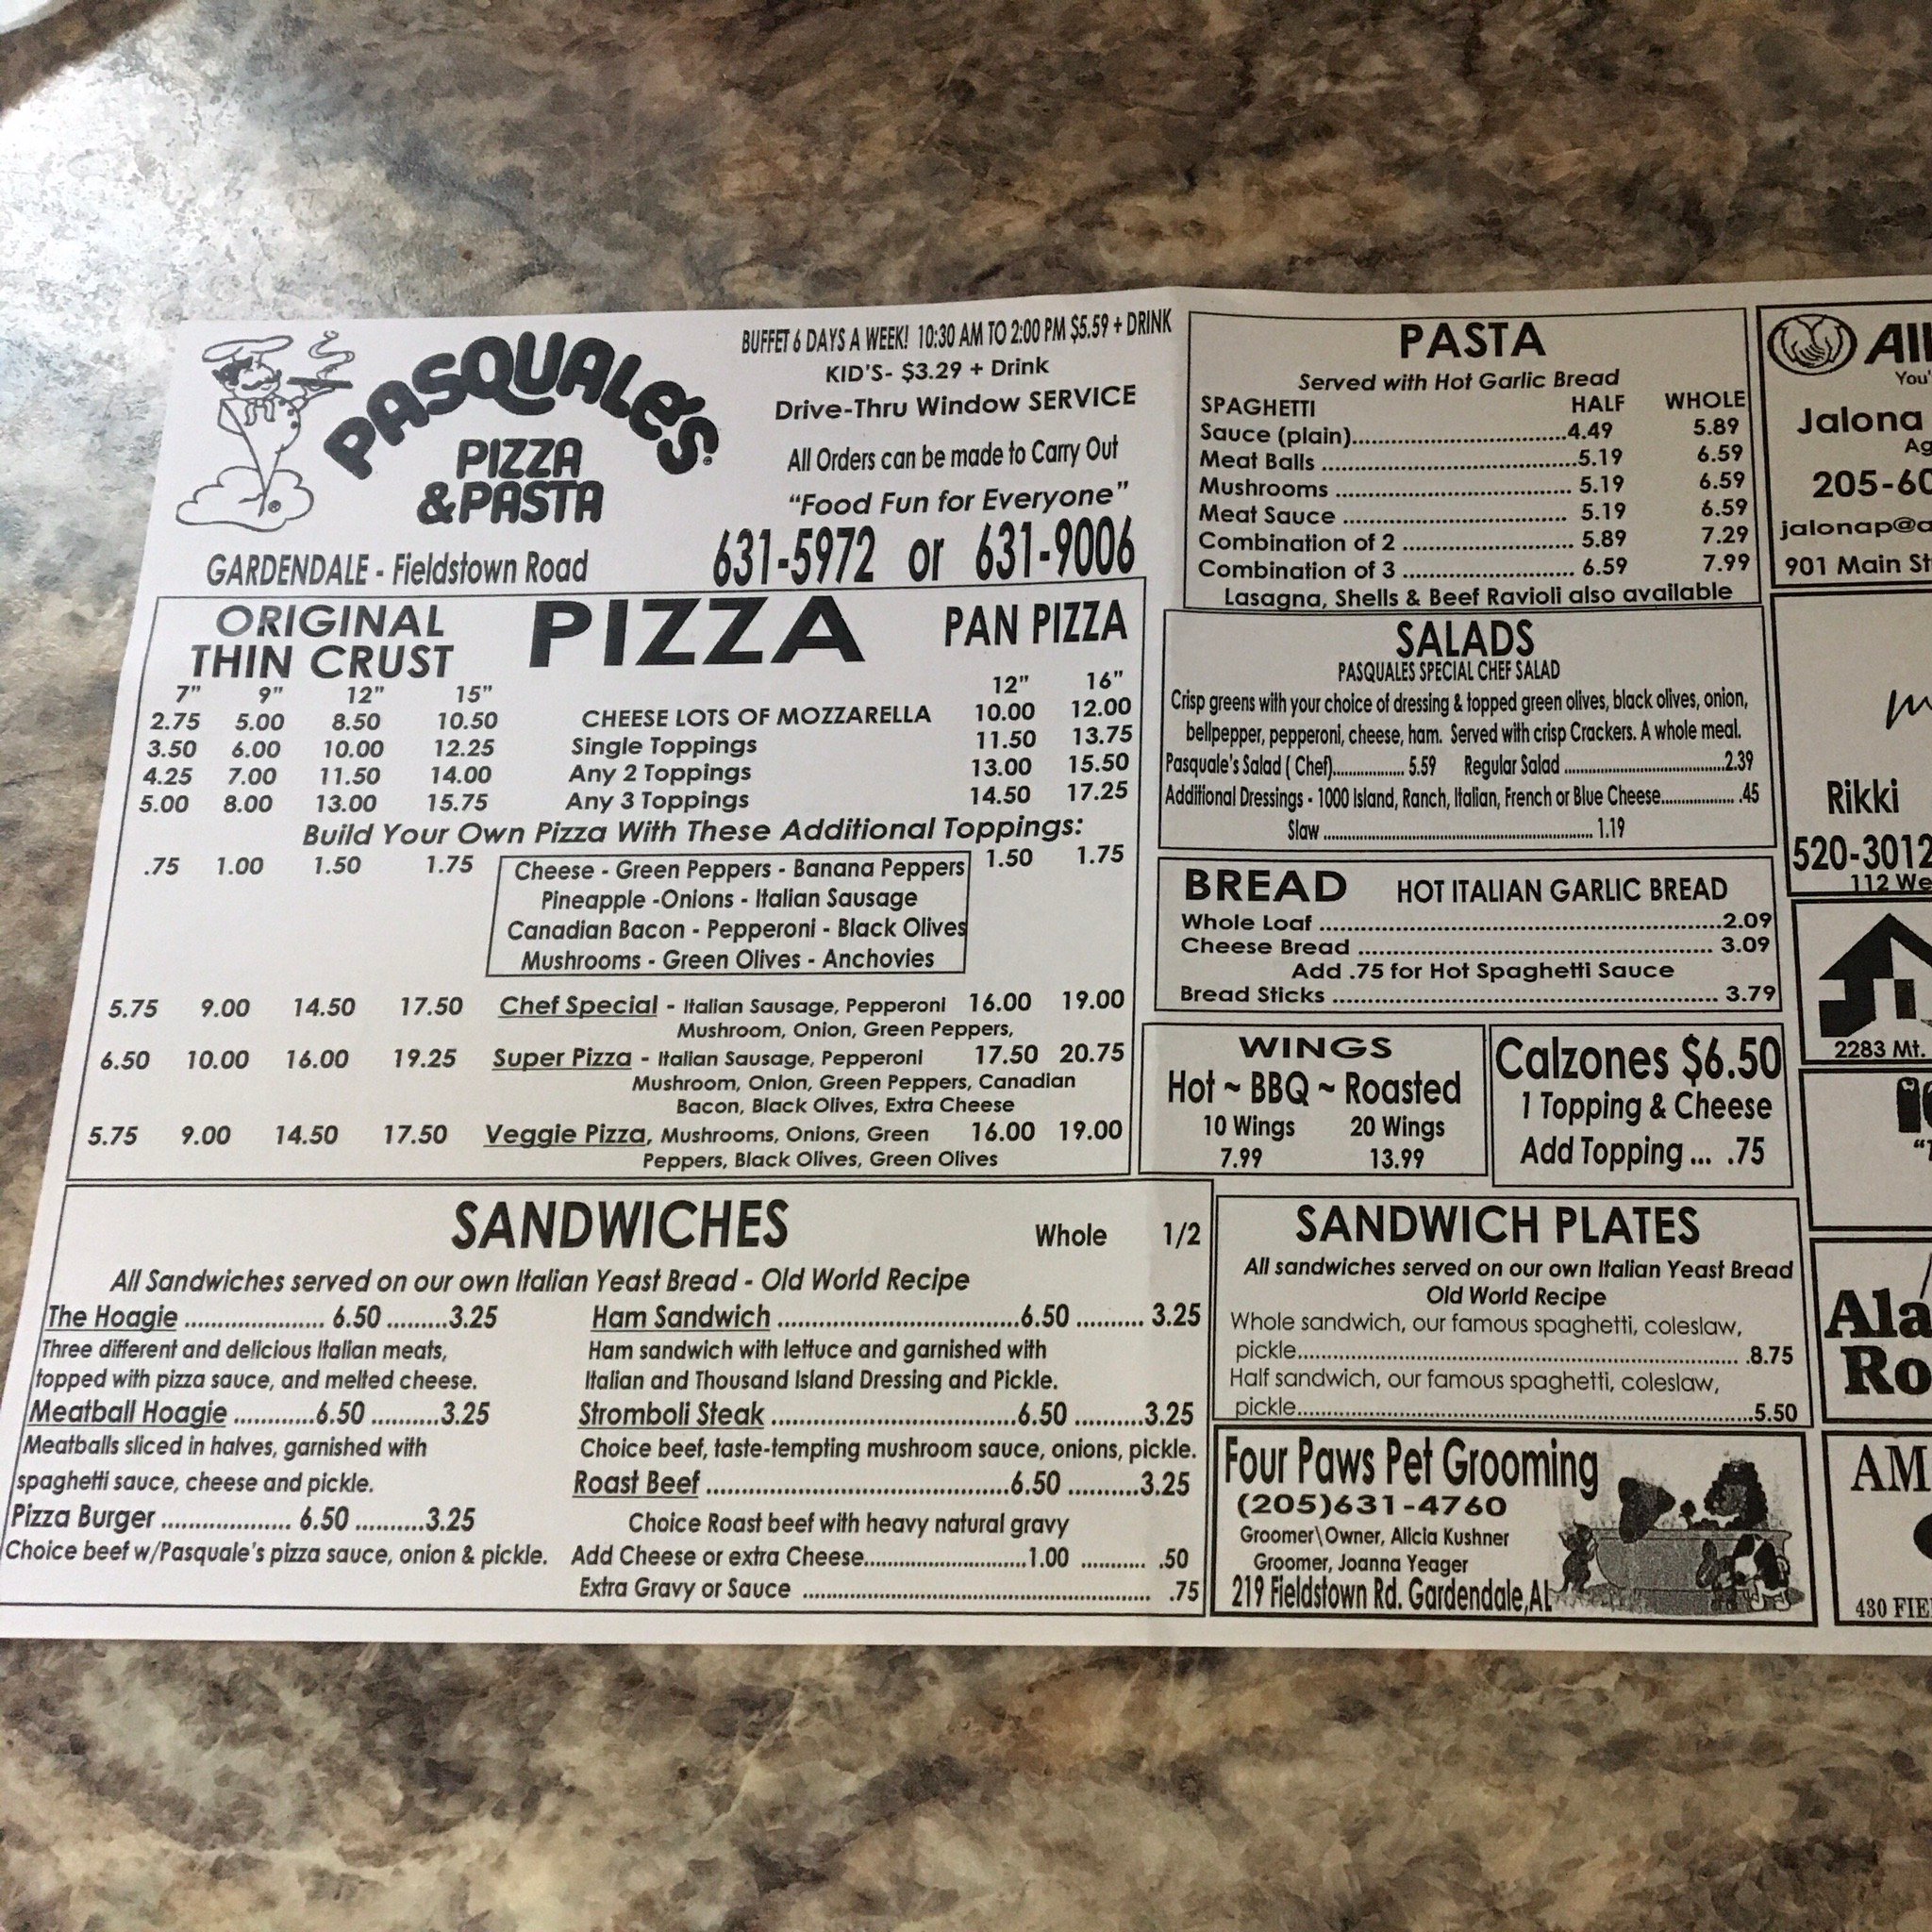 PASQUALE'S
PIZZA
& PASTA
BUFFET 6 DAYS A WEEK! 10:30 AM TO 2:00 PM $5.59 + DRINK
KID'S- $3.29 + Drink
Drive-Thru Window SERVICE
All Orders can be made to Carry Out
"Food Fun for Everyone"
GARDENDALE - Fieldstown Road
631-5972 or 631-9006
ORIGINAL THIN CRUST
PIZZA
PAN PIZZA
7" 9" 12" 15" 12" 16"
2.75 5.00 8.50 10.50 CHEESE LOTS OF MOZZARELLA 10.00 12.00
3.50 6.00 10.00 12.25 Single Toppings 11.50 13.75
4.25 7.00 11.50 14.00 Any 2 Toppings 13.00 15.50
5.00 8.00 13.00 15.75 Any 3 Toppings 14.50 17.25
Build Your Own Pizza With These Additional Toppings:
.75 1.00 1.50 1.75 Cheese - Green Peppers - Banana Peppers 1.50 1.75
Pineapple -Onions - Italian Sausage
Canadian Bacon - Pepperoni - Black Olives
Mushrooms - Green Olives - Anchovies
5.75 9.00 14.50 17.50 Chef Special - Italian Sausage, Pepperoni 16.00 19.00
Mushroom, Onion, Green Peppers,
6.50 10.00 16.00 19.25 Super Pizza - Italian Sausage, Pepperoni 17.50 20.75
Mushroom, Onion, Green Peppers, Canadian
Bacon, Black Olives, Extra Cheese
5.75 9.00 14.50 17.50 Veggie Pizza, Mushrooms, Onions, Green 16.00 19.00
Peppers, Black Olives, Green Olives
SANDWICHES Whole 1/2
All Sandwiches served on our own Italian Yeast Bread - Old World Recipe
The Hoagie ..................... 6.50 .........3.25
Three different and delicious Italian meats,
topped with pizza sauce, and melted cheese.
Meatball Hoagie ............6.50 ..........3.25
Meatballs sliced in halves, garnished with
spaghetti sauce, cheese and pickle.
Pizza Burger ................... 6.50 ..........3.25
Choice beef w/Pasquale's pizza sauce, onion & pickle.
Ham Sandwich ...................................6.50 .......... 3.25
Ham sandwich with lettuce and garnished with
Italian and Thousand Island Dressing and Pickle.
Stromboli Steak ...................................6.50 ..........3.25
Choice beef, taste-tempting mushroom sauce, onions, pickle.
Roast Beef ...........................................6.50 ..........3.25
Choice Roast beef with heavy natural gravy
Add Cheese or extra Cheese...........................1.00 ........... .50
Extra Gravy or Sauce .......................................................... .75
PASTA
Served with Hot Garlic Bread
SPAGHETTI HALF WHOLE
Sauce (plain)..................................4.49 5.89
Meat Balls ........................................5.19 6.59
Mushrooms ..................................... 5.19 6.59
Meat Sauce ................................... 5.19 6.59
Combination of 2 ........................... 5.89 7.29
Combination of 3 ........................... 6.59 7.99
Lasagna, Shells & Beef Ravioli also available
SALADS
PASQUALES SPECIAL CHEF SALAD
Crisp greens with your choice of dressing & topped green olives, black olives, onion,
bellpepper, pepperoni, cheese, ham. Served with crisp Crackers. A whole meal.
Pasquale's Salad ( Chef).................. 5.59 Regular Salad ........................................2.39
Additional Dressings - 1000 Island, Ranch, Italian, French or Blue Cheese.................. .45
Slaw ................................................................... 1.19
BREAD HOT ITALIAN GARLIC BREAD
Whole Loaf ..............................................................2.09
Cheese Bread ....................................................... 3.09
Add .75 for Hot Spaghetti Sauce
Bread Sticks ............................................................ 3.79
WINGS
Hot ~ BBQ ~ Roasted
10 Wings 20 Wings
7.99 13.99
Calzones $6.50
1 Topping & Cheese
Add Topping ... .75
SANDWICH PLATES
All sandwiches served on our own Italian Yeast Bread
Old World Recipe
Whole sandwich, our famous spaghetti, coleslaw,
pickle.................................................................... .8.75
Half sandwich, our famous spaghetti, coleslaw,
pickle.....................................................................5.50
Four Paws Pet Grooming
(205)631-4760
Groomer\Owner, Alicia Kushner
Groomer, Joanna Yeager
219 Fieldstown Rd. Gardendale,AL
All
You'
Jalona
Ag
205-60
jalonap@a
901 Main St
Rikki
520-3012
112 We
2283 Mt.
Ala
Ro
AM
430 FIE